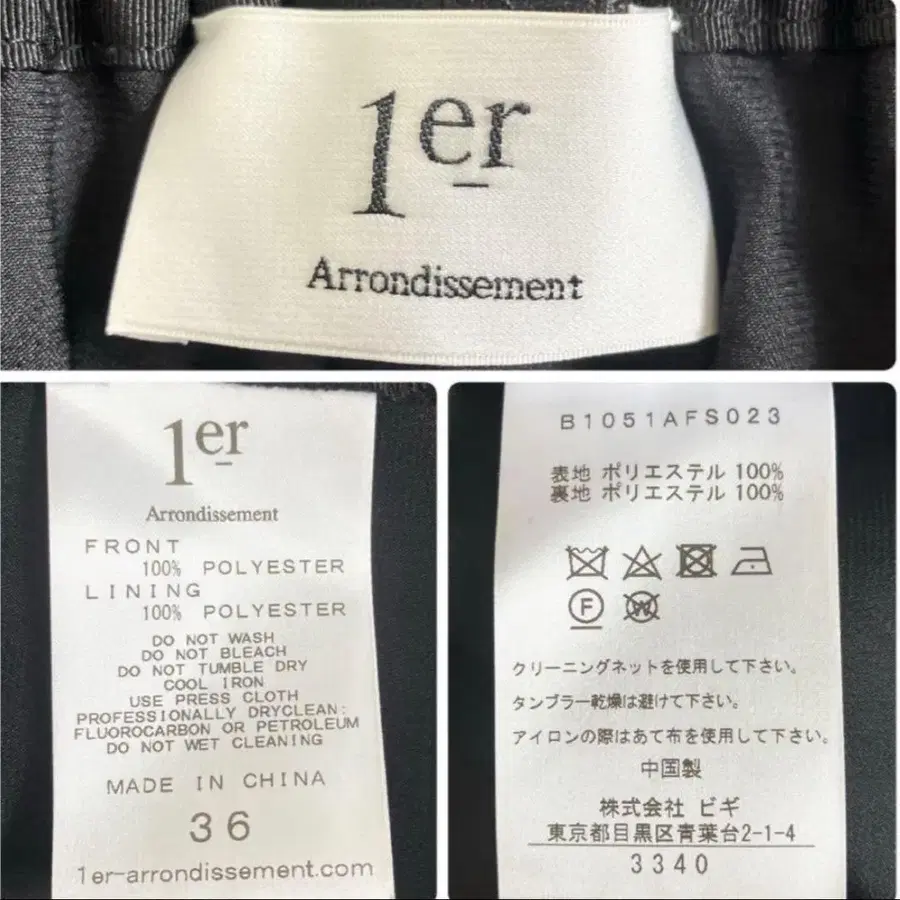 1er
Arrondissement
1er
Arrondissement
FRONT
100% POLYESTER
LINING
100% POLYESTER
DO NOT WASH
DO NOT BLEACH
DO NOT TUMBLE DRY
COOL IRON
USE PRESS CLOTH
PROFESSIONALLY DRYCLEAN:
FLUOROCARBON OR PETROLEUM
DO NOT WET CLEANING
MADE IN CHINA
36
1er-arrondissement.com
B1051AFS023
表地 ポリエステル 100%
裏地 ポリエステル 100%
F W
クリーニングネットを使用して下さい。
タンブラー乾燥は避けて下さい。
アイロンの際はあて布を使用して下さい。
中国製
株式会社 ビギ
東京都目黒区青葉台2-1-4
3340